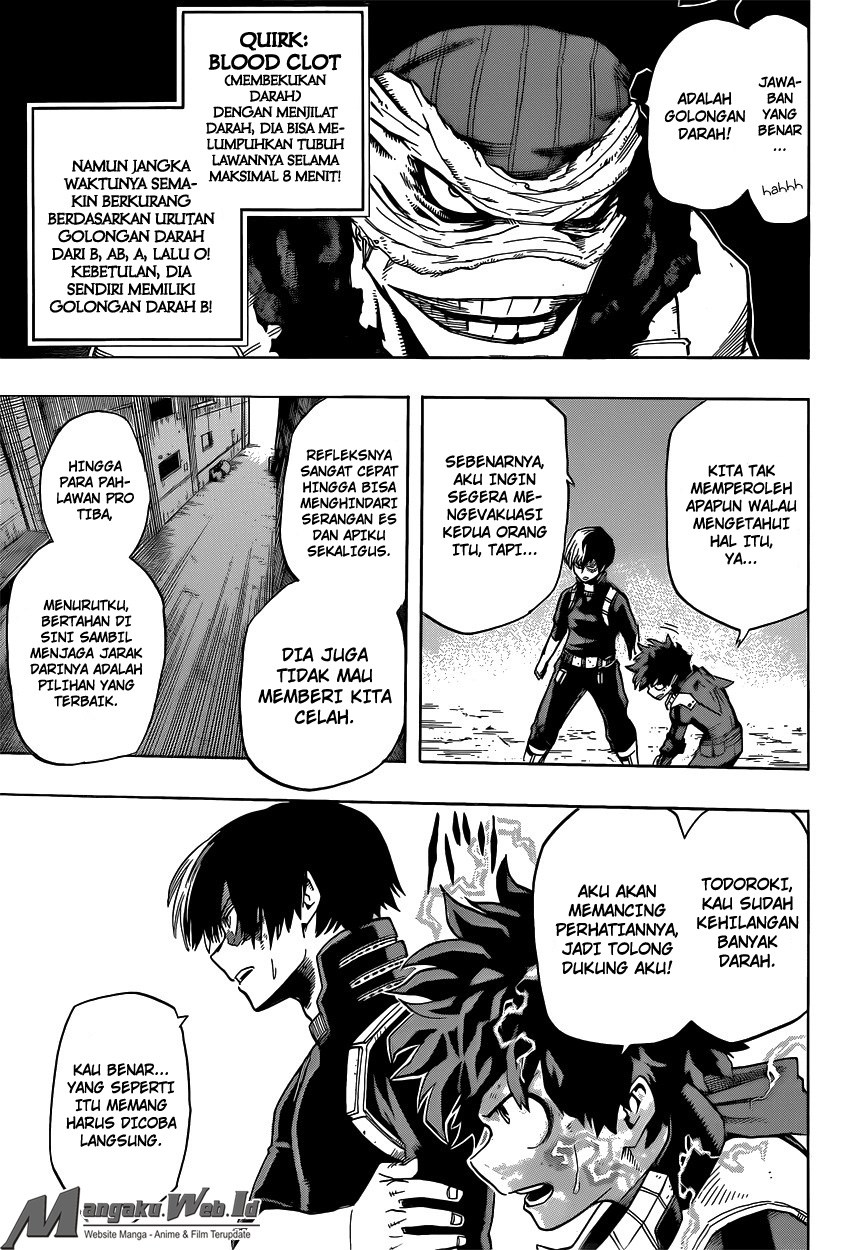 JAWA-
BAN
YANG
BENAR
...
hahhh
ADALAH
GOLONGAN
DARAH!
QUIRK:
BLOOD CLOT
(MEMBEKUKAN
DARAH)
DENGAN MENJILAT
DARAH, DIA BISA ME-
LUMPUHKAN TUBUH
LAWANNYA SELAMA
MAKSIMAL 8 MENIT!
NAMUN JANGKA
WAKTUNYA SEMA-
KIN BERKURANG
BERDASARKAN URUTAN
GOLONGAN DARAH
DARI B, AB, A, LALU O!
KEBETULAN, DIA
SENDIRI MEMILIKI
GOLONGAN DARAH B!
KITA TAK
MEMPEROLEH
APAPUN WALAU
MENGETAHUI
HAL ITU,
YA...
SEBENARNYA,
AKU INGIN
SEGERA ME-
NGEVAKUASI
KEDUA ORANG
ITU, TAPI...
REFLEKSNYA
SANGAT CEPAT
HINGGA BISA
MENGHINDARI
SERANGAN ES
DAN APIKU
SEKALIGUS.
DIA JUGA
TIDAK MAU
MEMBERI KITA
CELAH.
HINGGA
PARA PAH-
LAWAN PRO
TIBA,
MENURUTKU,
BERTAHAN DI
SINI SAMBIL
MENJAGA JARAK
DARINYA ADALAH
PILIHAN YANG
TERBAIK.
TODOROKI,
KAU SUDAH
KEHILANGAN
BANYAK
DARAH.
AKU AKAN
MEMANCING
PERHATIANNYA,
JADI TOLONG
DUKUNG AKU!
KAU BENAR...
YANG SEPERTI
ITU MEMANG
HARUS DICOBA
LANGSUNG.
Mangaku.Web.Id
Website Manga - Anime & Film Terupdate